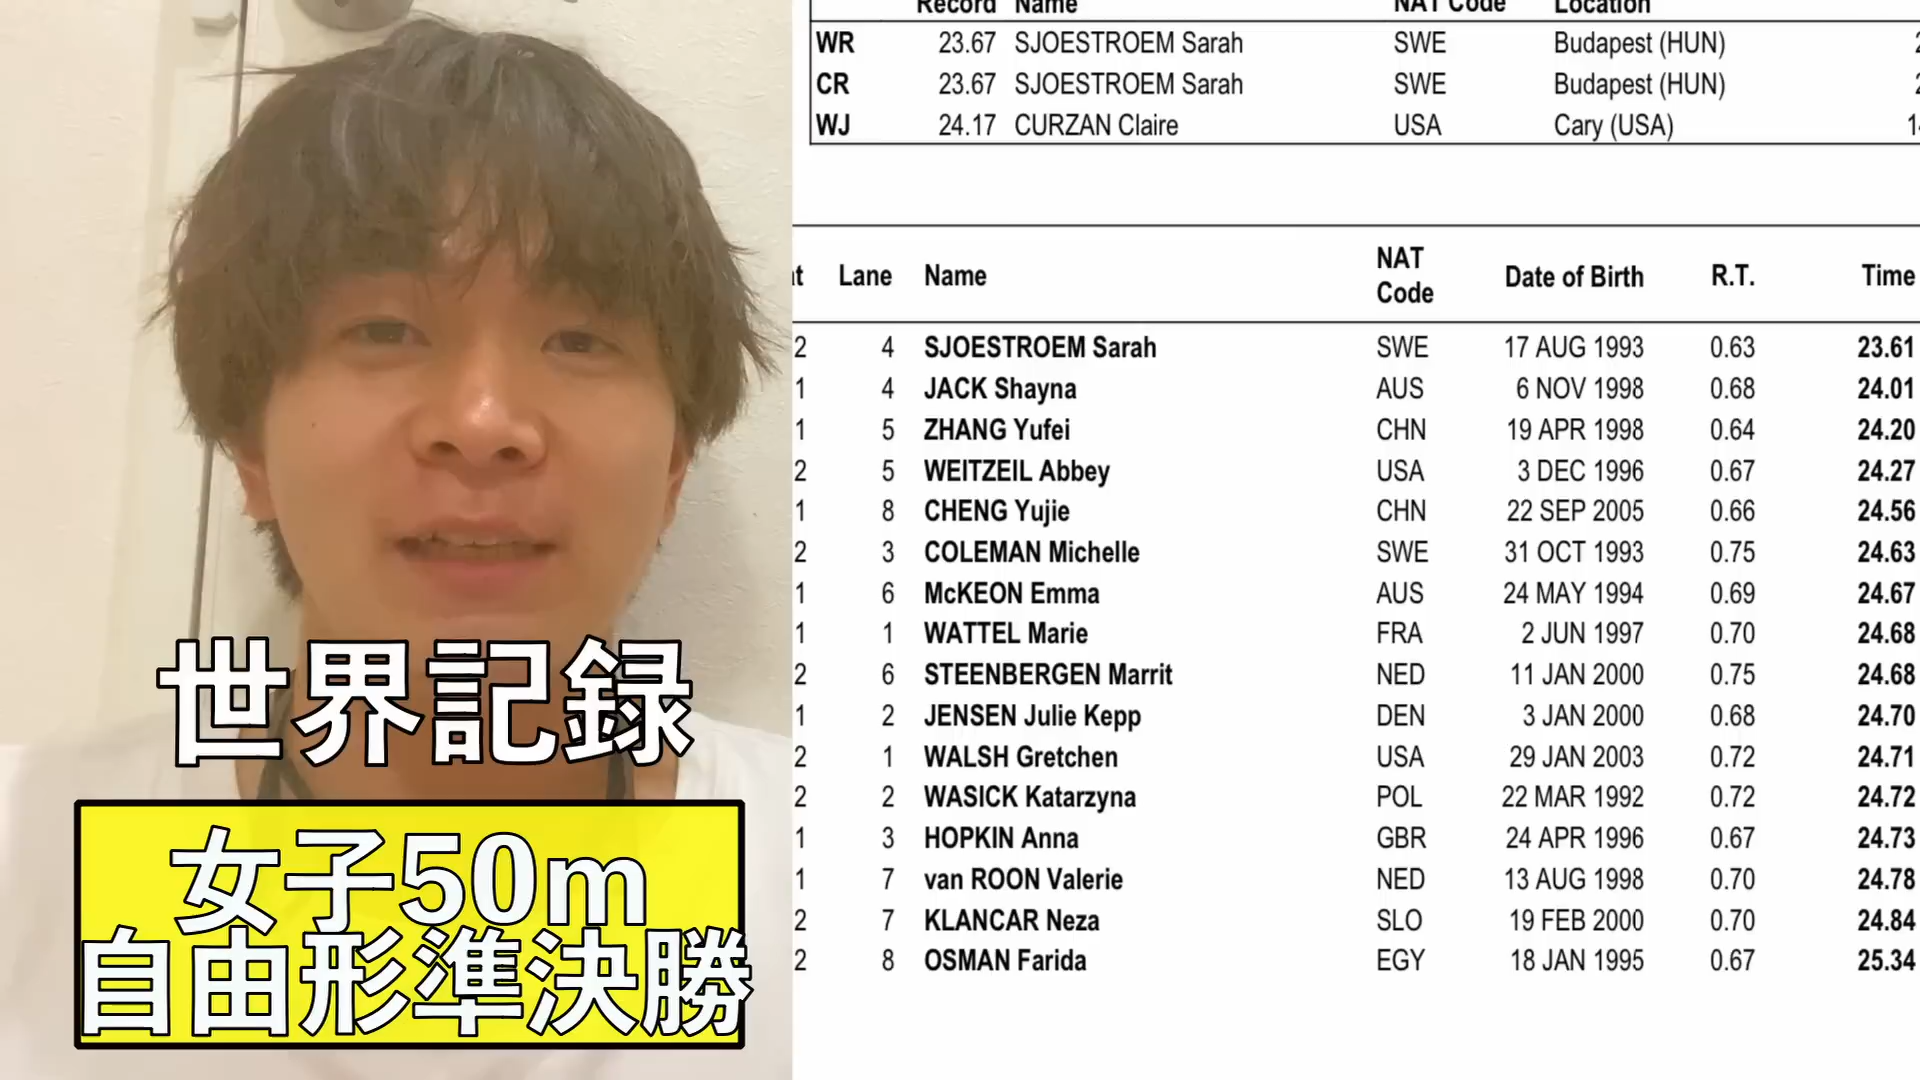 Record Name NAT Code Location
WR 23.67 SJOESTROEM Sarah SWE Budapest (HUN)
CR 23.67 SJOESTROEM Sarah SWE Budapest (HUN)
WJ 24.17 CURZAN Claire USA Cary (USA)
Lane Name NAT Code Date of Birth R.T. Time
2 4 SJOESTROEM Sarah SWE 17 AUG 1993 0.63 23.61
1 4 JACK Shayna AUS 6 NOV 1998 0.68 24.01
1 5 ZHANG Yufei CHN 19 APR 1998 0.64 24.20
2 5 WEITZEIL Abbey USA 3 DEC 1996 0.67 24.27
1 8 CHENG Yujie CHN 22 SEP 2005 0.66 24.56
2 3 COLEMAN Michelle SWE 31 OCT 1993 0.75 24.63
1 6 McKEON Emma AUS 24 MAY 1994 0.69 24.67
1 1 WATTEL Marie FRA 2 JUN 1997 0.70 24.68
2 6 STEENBERGEN Marrit NED 11 JAN 2000 0.75 24.68
1 2 JENSEN Julie Kepp DEN 3 JAN 2000 0.68 24.70
2 1 WALSH Gretchen USA 29 JAN 2003 0.72 24.71
2 2 WASICK Katarzyna POL 22 MAR 1992 0.72 24.72
1 3 HOPKIN Anna GBR 24 APR 1996 0.67 24.73
1 7 van ROON Valerie NED 13 AUG 1998 0.70 24.78
2 7 KLANCAR Neza SLO 19 FEB 2000 0.70 24.84
2 8 OSMAN Farida EGY 18 JAN 1995 0.67 25.34
世界記録
女子50m
自由形準決勝